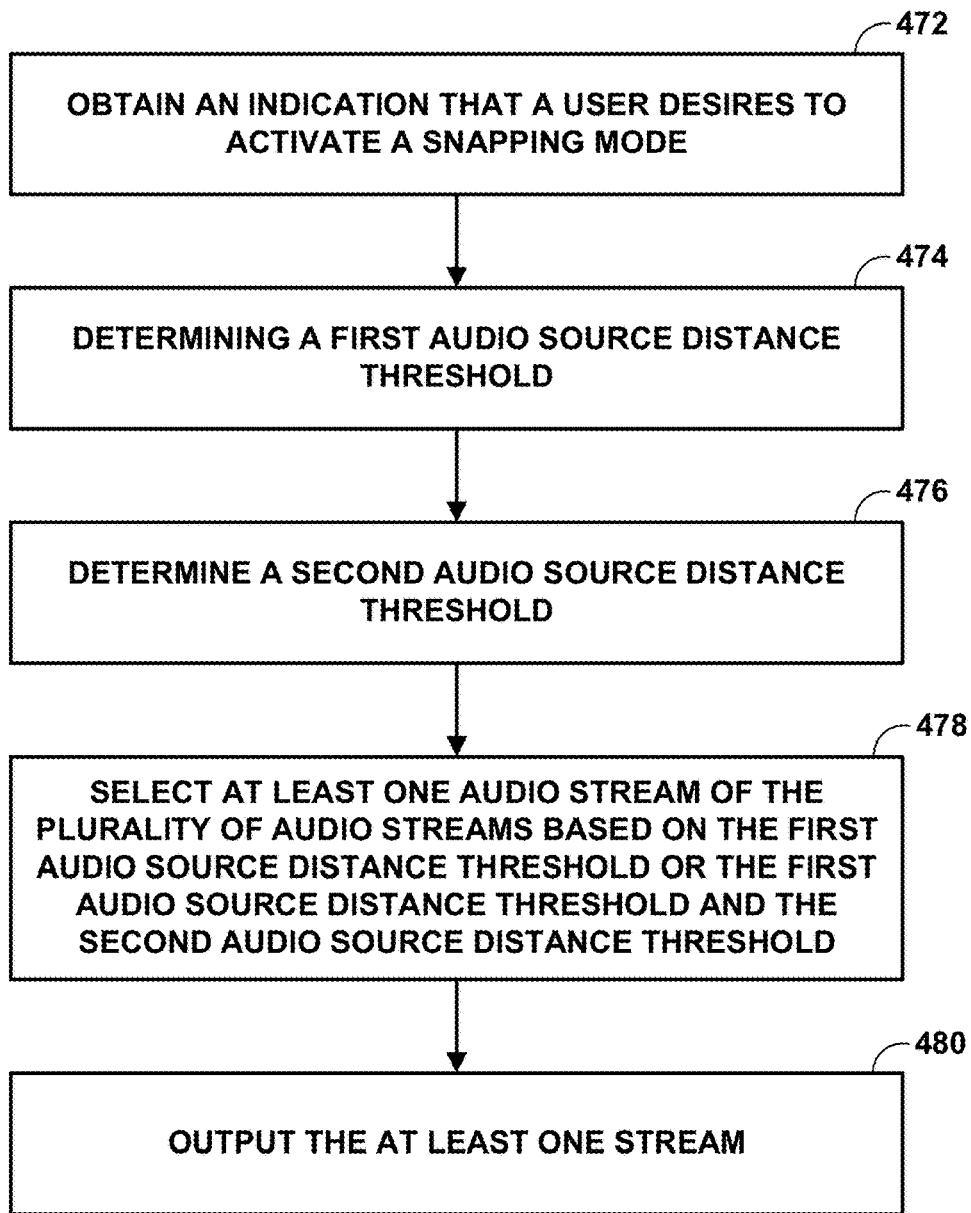 472
OBTAIN AN INDICATION THAT A USER DESIRES TO
ACTIVATE A SNAPPING MODE
474
DETERMINING A FIRST AUDIO SOURCE DISTANCE
THRESHOLD
476
DETERMINE A SECOND AUDIO SOURCE DISTANCE
THRESHOLD
478
SELECT AT LEAST ONE AUDIO STREAM OF THE
PLURALITY OF AUDIO STREAMS BASED ON THE FIRST
AUDIO SOURCE DISTANCE THRESHOLD OR THE FIRST
AUDIO SOURCE DISTANCE THRESHOLD AND THE
SECOND AUDIO SOURCE DISTANCE THRESHOLD
480
OUTPUT THE AT LEAST ONE STREAM